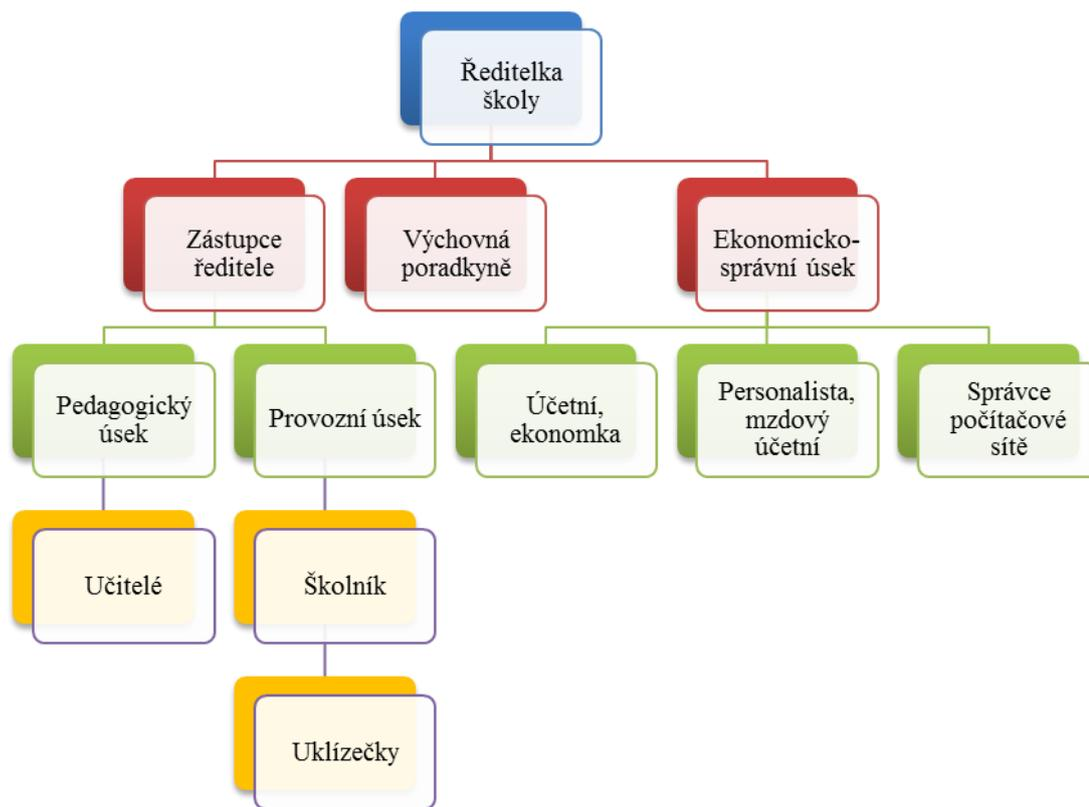 Ředitelka
školy
Zástupce
ředitele
Výchovná
poradkyně
Ekonomicko-
správní úsek
Pedagogický
úsek
Provozní úsek
Účetní,
ekonomka
Personalista,
mzdový
účetní
Správce
počítačové
sítě
Učitelé
Školník
Uklízečky